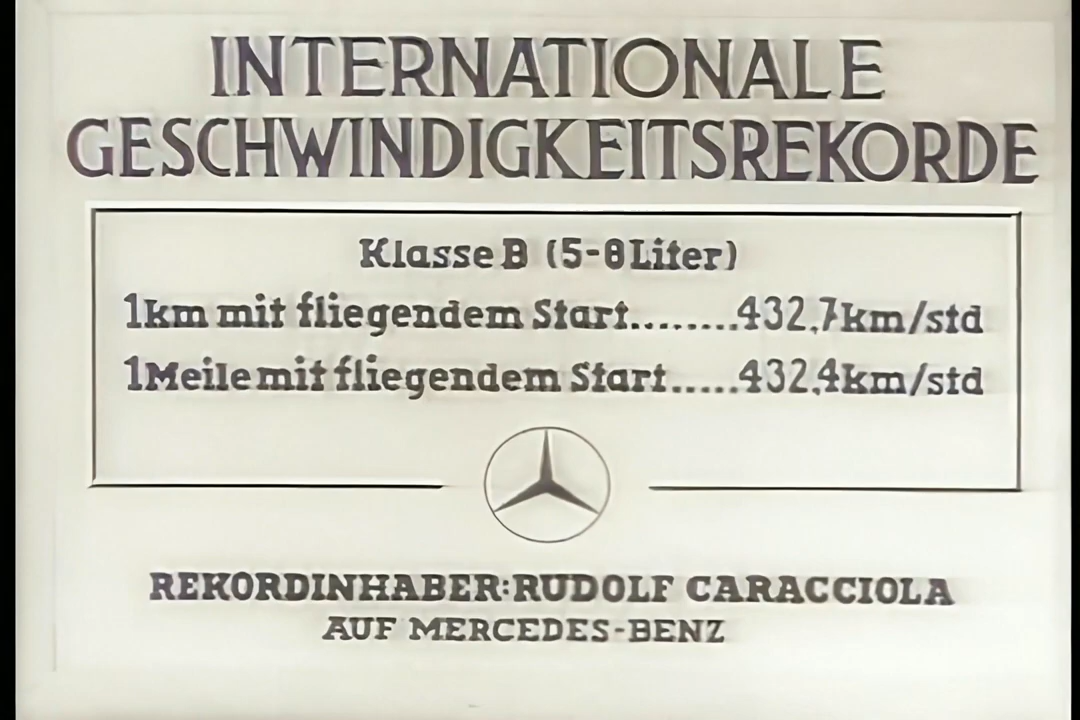 INTERNATIONALE
GESCHWINDIGKEITSREKORDE
Klasse B (5-8 Liter)
1km mit fliegendem Start........432,7km/std
1Meile mit fliegendem Start.....432,4km/std
REKORDINHABER: RUDOLF CARACCIOLA
AUF MERCEDES-BENZ